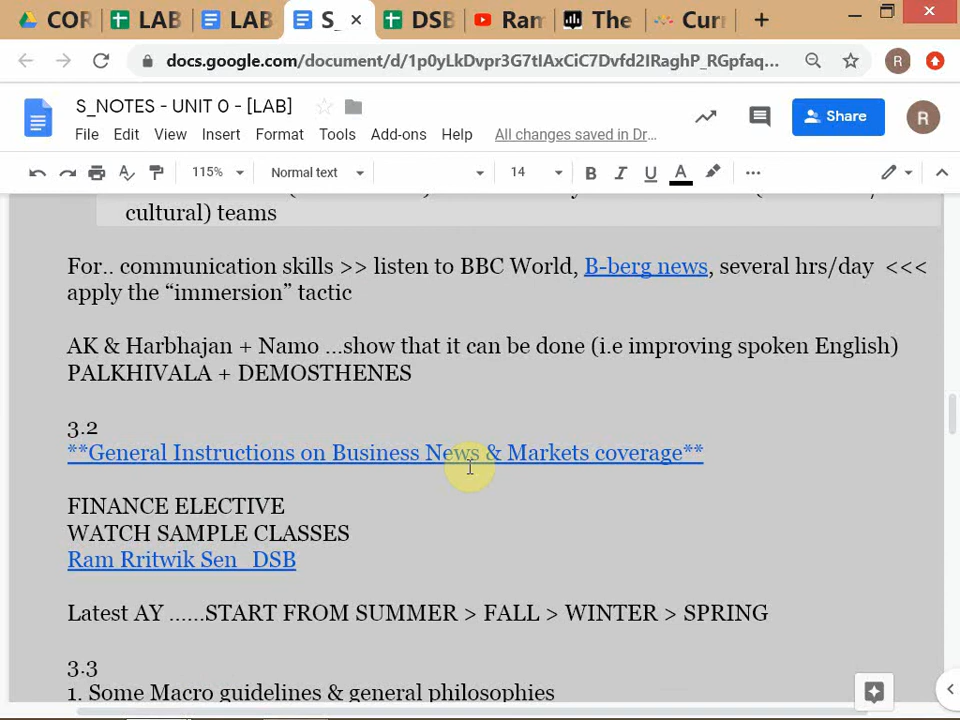 COR
LAB
LAB
S_
DSB
Ram
The
Curr
docs.google.com/document/d/1p0yLkDvpr3G7tIAxCiC7Dvfd2IRaghP_RGpfaq...
R
S_NOTES - UNIT 0 - [LAB]
File Edit View Insert Format Tools Add-ons Help All changes saved in Dr...
Share
R
115% Normal text 14 B I U A
cultural) teams
For.. communication skills >> listen to BBC World, B-berg news, several hrs/day <<<
apply the “immersion” tactic
AK & Harbhajan + Namo ...show that it can be done (i.e improving spoken English)
PALKHIVALA + DEMOSTHENES
3.2
**General Instructions on Business News & Markets coverage**
FINANCE ELECTIVE
WATCH SAMPLE CLASSES
Ram Rritwik Sen_DSB
Latest AY ......START FROM SUMMER > FALL > WINTER > SPRING
3.3
1. Some Macro guidelines & general philosophies